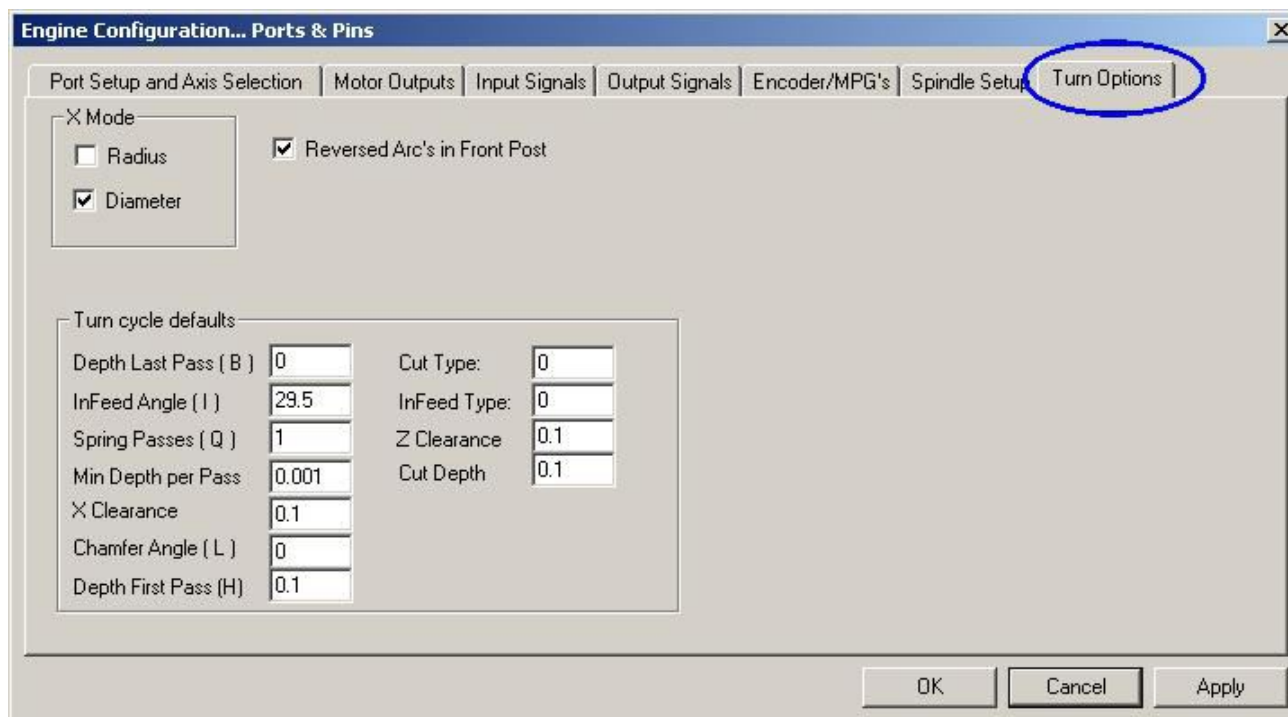 Engine Configuration... Ports & Pins
Port Setup and Axis Selection
Motor Outputs
Input Signals
Output Signals
Encoder/MPG's
Spindle Setup
Turn Options
X Mode
Radius
Reversed Arc's in Front Post
Diameter
Turn cycle defaults
Depth Last Pass ( B ) 0
Cut Type: 0
InFeed Angle ( I ) 29.5
InFeed Type: 0
Spring Passes ( Q ) 1
Z Clearance 0.1
Min Depth per Pass 0.001
Cut Depth 0.1
X Clearance 0.1
Chamfer Angle ( L ) 0
Depth First Pass (H) 0.1
OK
Cancel
Apply